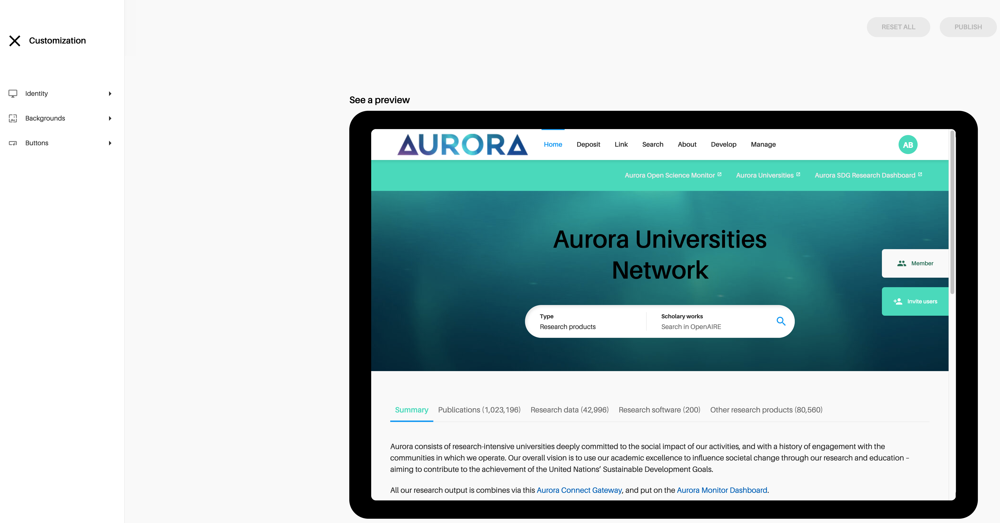 RESET ALL
PUBLISH
Customization
Identity
Backgrounds
Buttons
See a preview
AURORA
Home
Deposit
Link
Search
About
Develop
Manage
AB
Aurora Open Science Monitor
Aurora Universities
Aurora SDG Research Dashboard
Aurora Universities
Network
Member
Invite users
Type
Research products
Scholary works
Search in OpenAIRE
Summary
Publications (1,023,196)
Research data (42,996)
Research software (200)
Other research products (80,560)
Aurora consists of research-intensive universities deeply committed to the social impact of our activities, and with a history of engagement with the
communities in which we operate. Our overall vision is to use our academic excellence to influence societal change through our research and education –
aiming to contribute to the achievement of the United Nations’ Sustainable Development Goals.
All our research output is combines via this Aurora Connect Gateway, and put on the Aurora Monitor Dashboard.